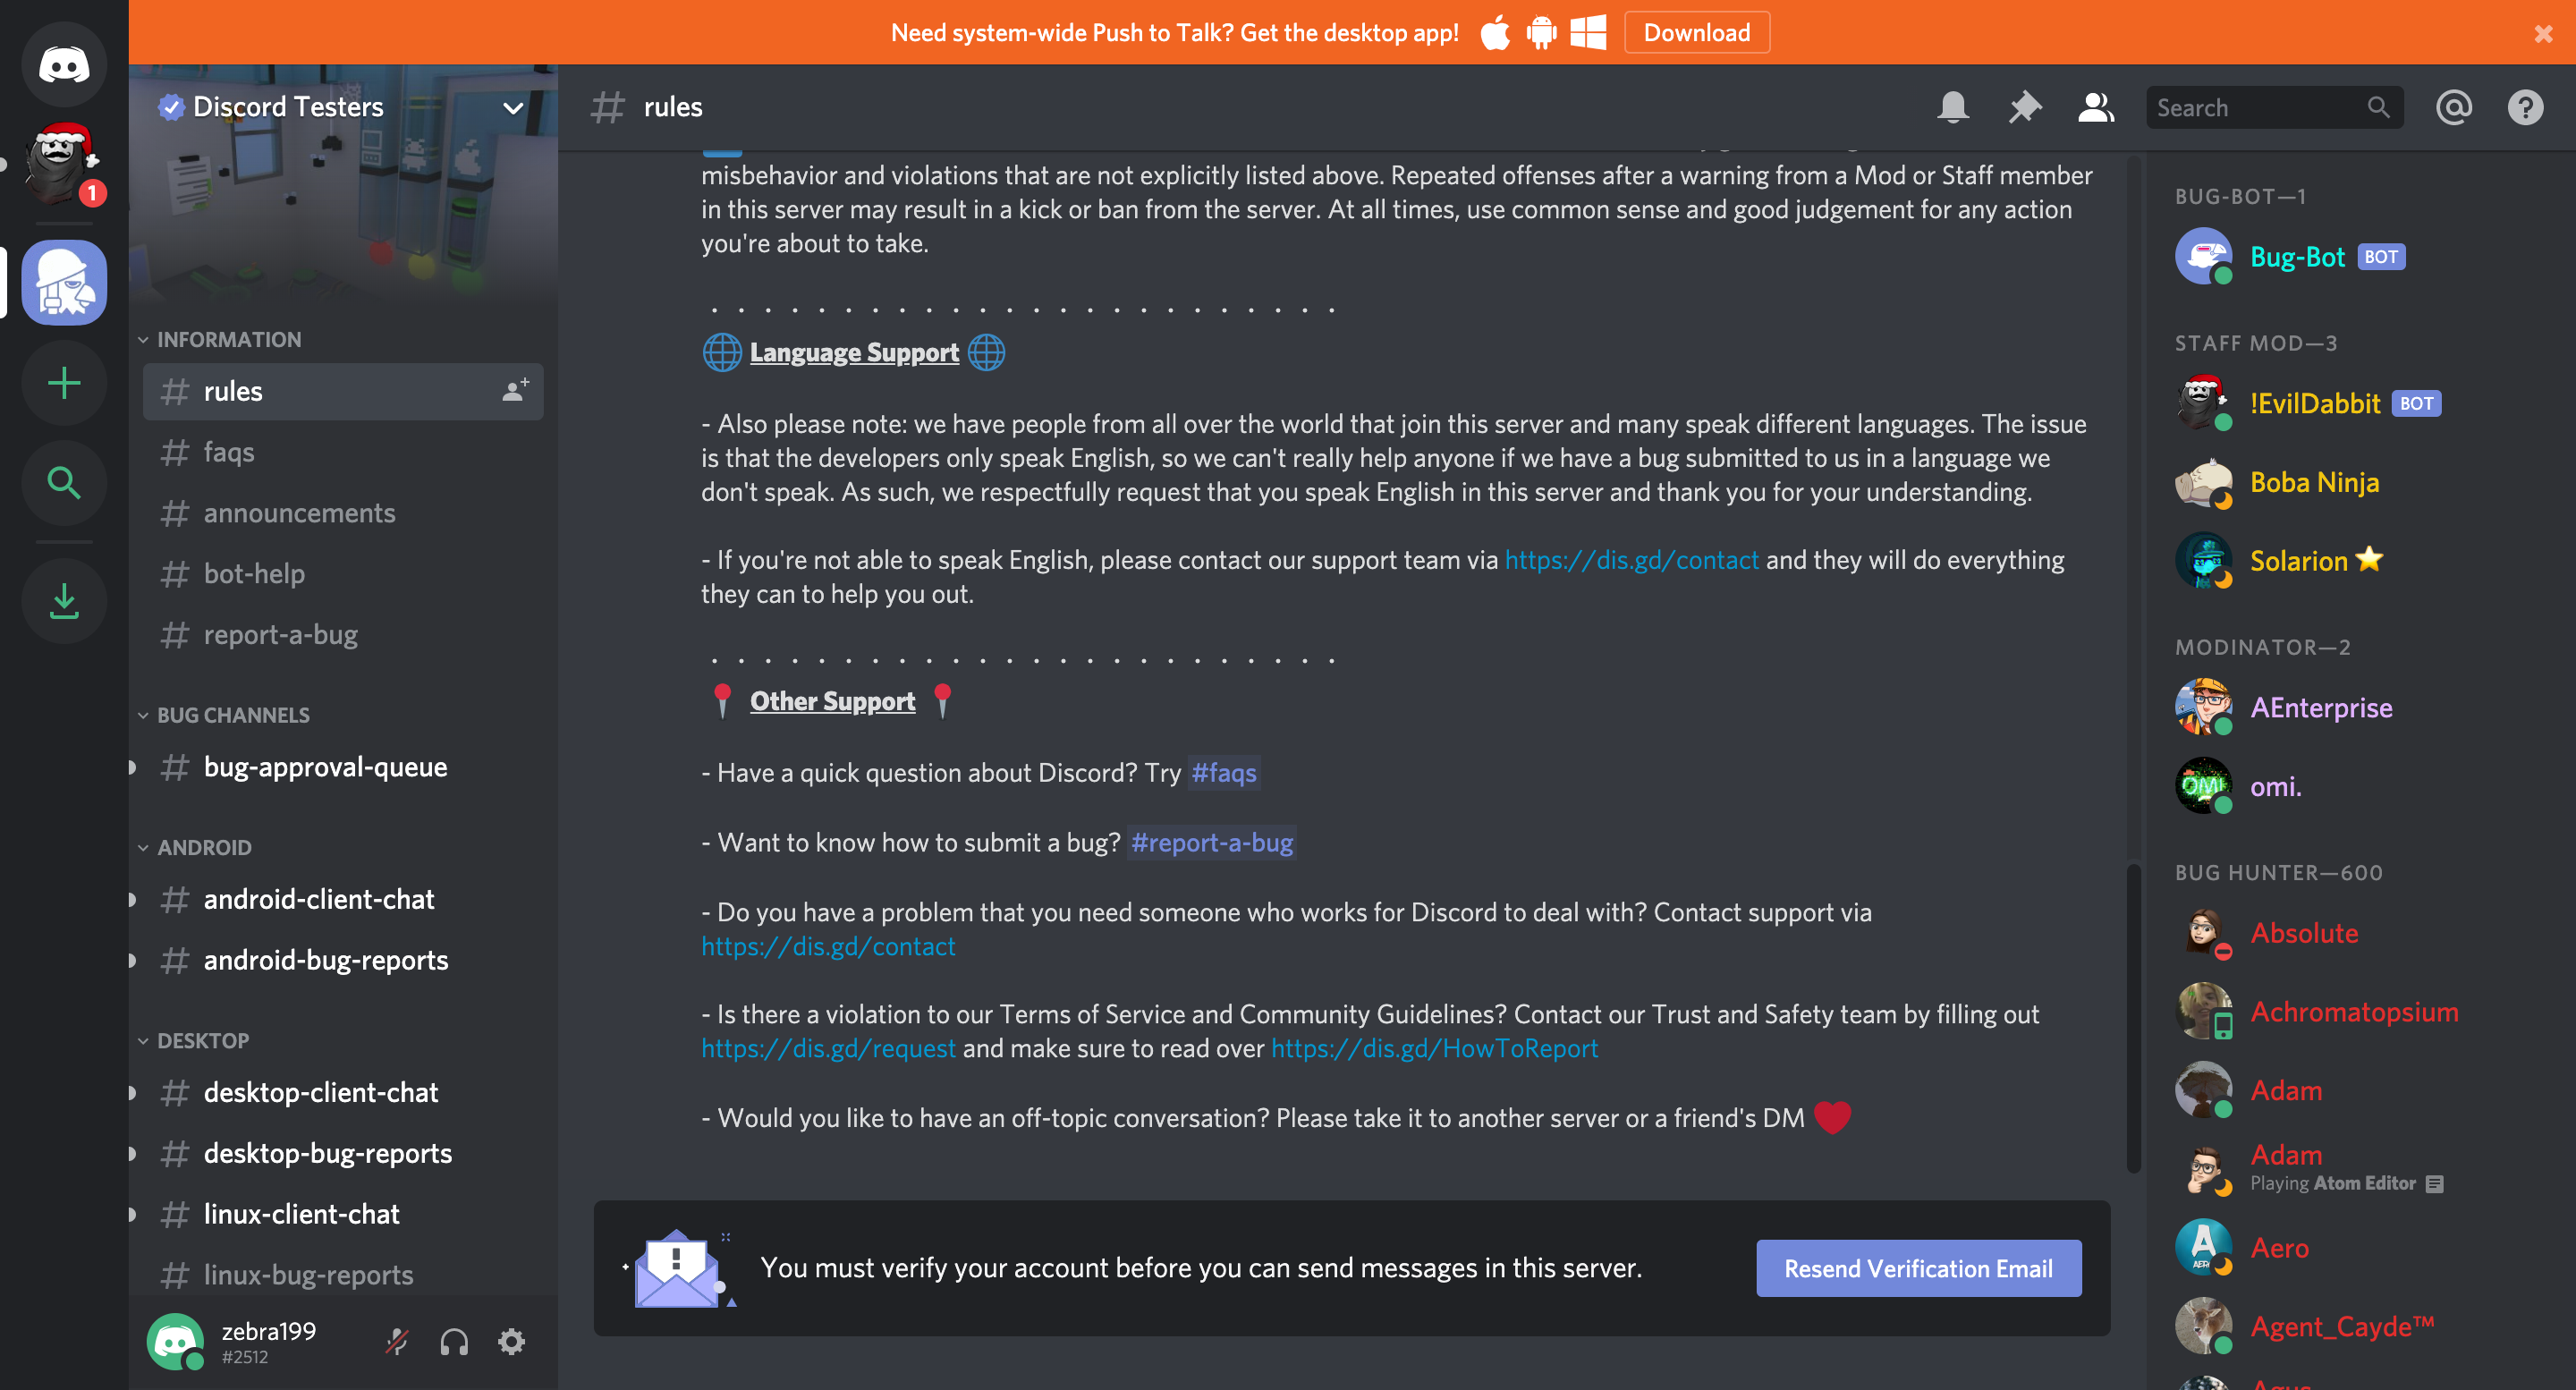 Need system-wide Push to Talk? Get the desktop app!
Download
1
Discord Testers
INFORMATION
rules
faqs
announcements
bot-help
report-a-bug
BUG CHANNELS
bug-approval-queue
ANDROID
android-client-chat
android-bug-reports
DESKTOP
desktop-client-chat
desktop-bug-reports
linux-client-chat
linux-bug-reports
zebra199
#2512
rules
Search
misbehavior and violations that are not explicitly listed above. Repeated offenses after a warning from a Mod or Staff member
in this server may result in a kick or ban from the server. At all times, use common sense and good judgement for any action
you're about to take.
Language Support
- Also please note: we have people from all over the world that join this server and many speak different languages. The issue
is that the developers only speak English, so we can't really help anyone if we have a bug submitted to us in a language we
don't speak. As such, we respectfully request that you speak English in this server and thank you for your understanding.
- If you're not able to speak English, please contact our support team via https://dis.gd/contact and they will do everything
they can to help you out.
Other Support
- Have a quick question about Discord? Try #faqs
- Want to know how to submit a bug? #report-a-bug
- Do you have a problem that you need someone who works for Discord to deal with? Contact support via
https://dis.gd/contact
- Is there a violation to our Terms of Service and Community Guidelines? Contact our Trust and Safety team by filling out
https://dis.gd/request and make sure to read over https://dis.gd/HowToReport
- Would you like to have an off-topic conversation? Please take it to another server or a friend's DM
You must verify your account before you can send messages in this server.
Resend Verification Email
BUG-BOT—1
Bug-Bot BOT
STAFF MOD—3
!EvilDabbit BOT
Boba Ninja
Solarion
MODINATOR—2
AEnterprise
OMI
omi.
BUG HUNTER—600
Absolute
Achromatopsium
Adam
Adam
Playing Atom Editor
Aero
Agent_Cayde™